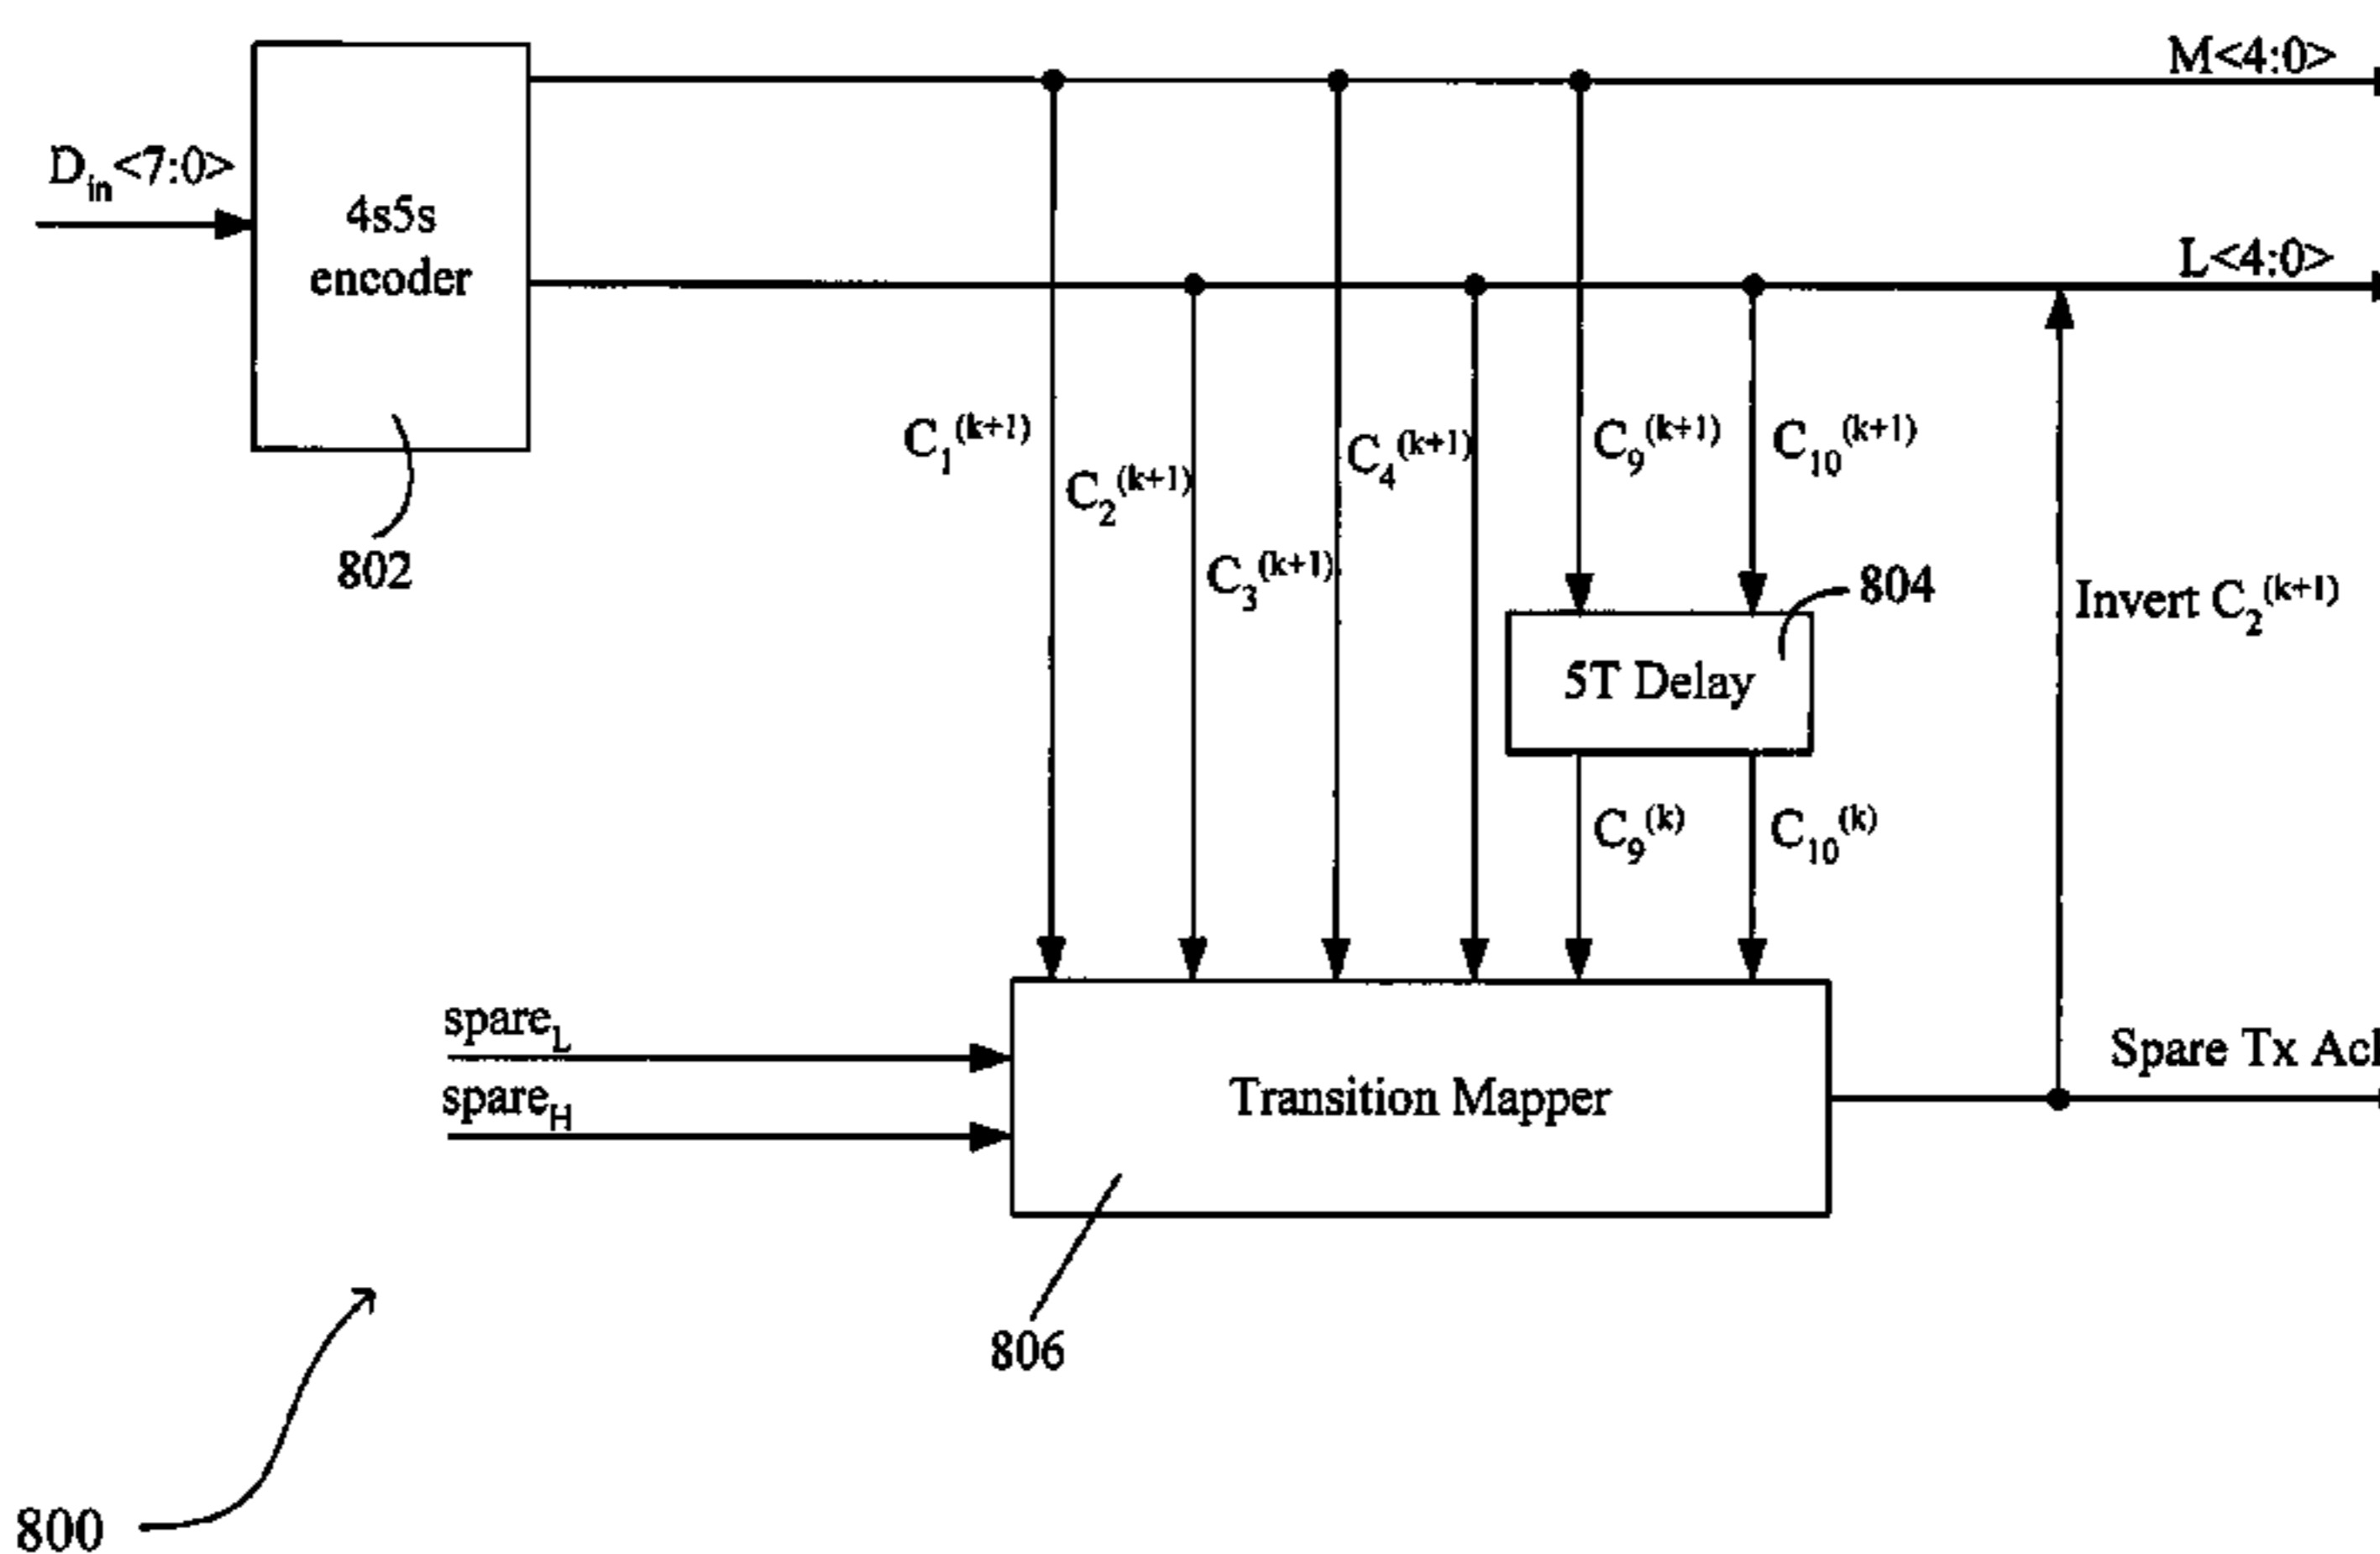 M<4:0>
D_in<7:0>
4s5s
encoder
L<4:0>
802
C_1^(k+1)
C_2^(k+1)
C_3^(k+1)
C_4^(k+1)
C_9^(k+1)
C_10^(k+1)
804
5T Delay
Invert C_2^(k+1)
C_9^(k)
C_10^(k)
spare_L
spare_H
Transition Mapper
Spare Tx
806
800